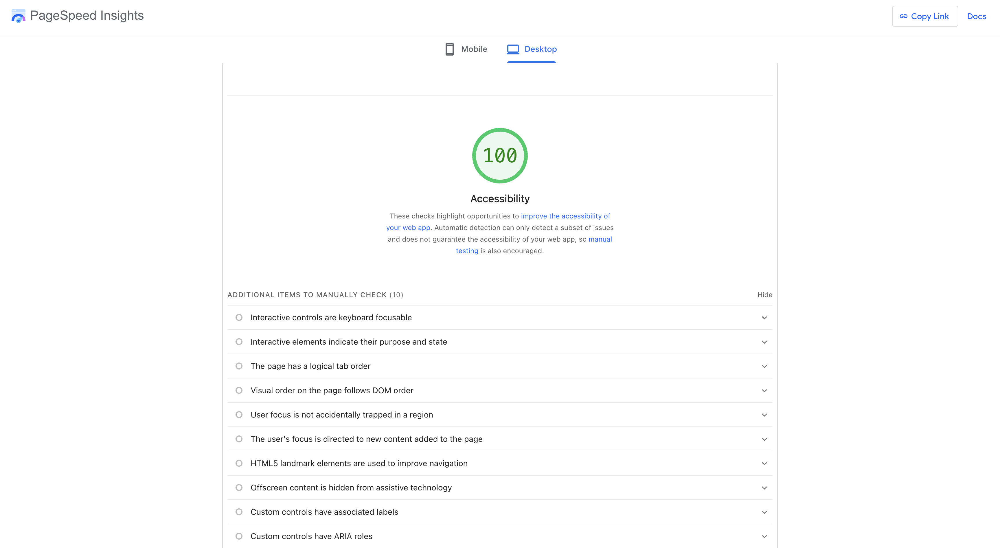 PageSpeed Insights
Copy Link
Docs
Mobile
Desktop
100
Accessibility
These checks highlight opportunities to improve the accessibility of
your web app. Automatic detection can only detect a subset of issues
and does not guarantee the accessibility of your web app, so manual
testing is also encouraged.
ADDITIONAL ITEMS TO MANUALLY CHECK (10)
Hide
Interactive controls are keyboard focusable
Interactive elements indicate their purpose and state
The page has a logical tab order
Visual order on the page follows DOM order
User focus is not accidentally trapped in a region
The user's focus is directed to new content added to the page
HTML5 landmark elements are used to improve navigation
Offscreen content is hidden from assistive technology
Custom controls have associated labels
Custom controls have ARIA roles